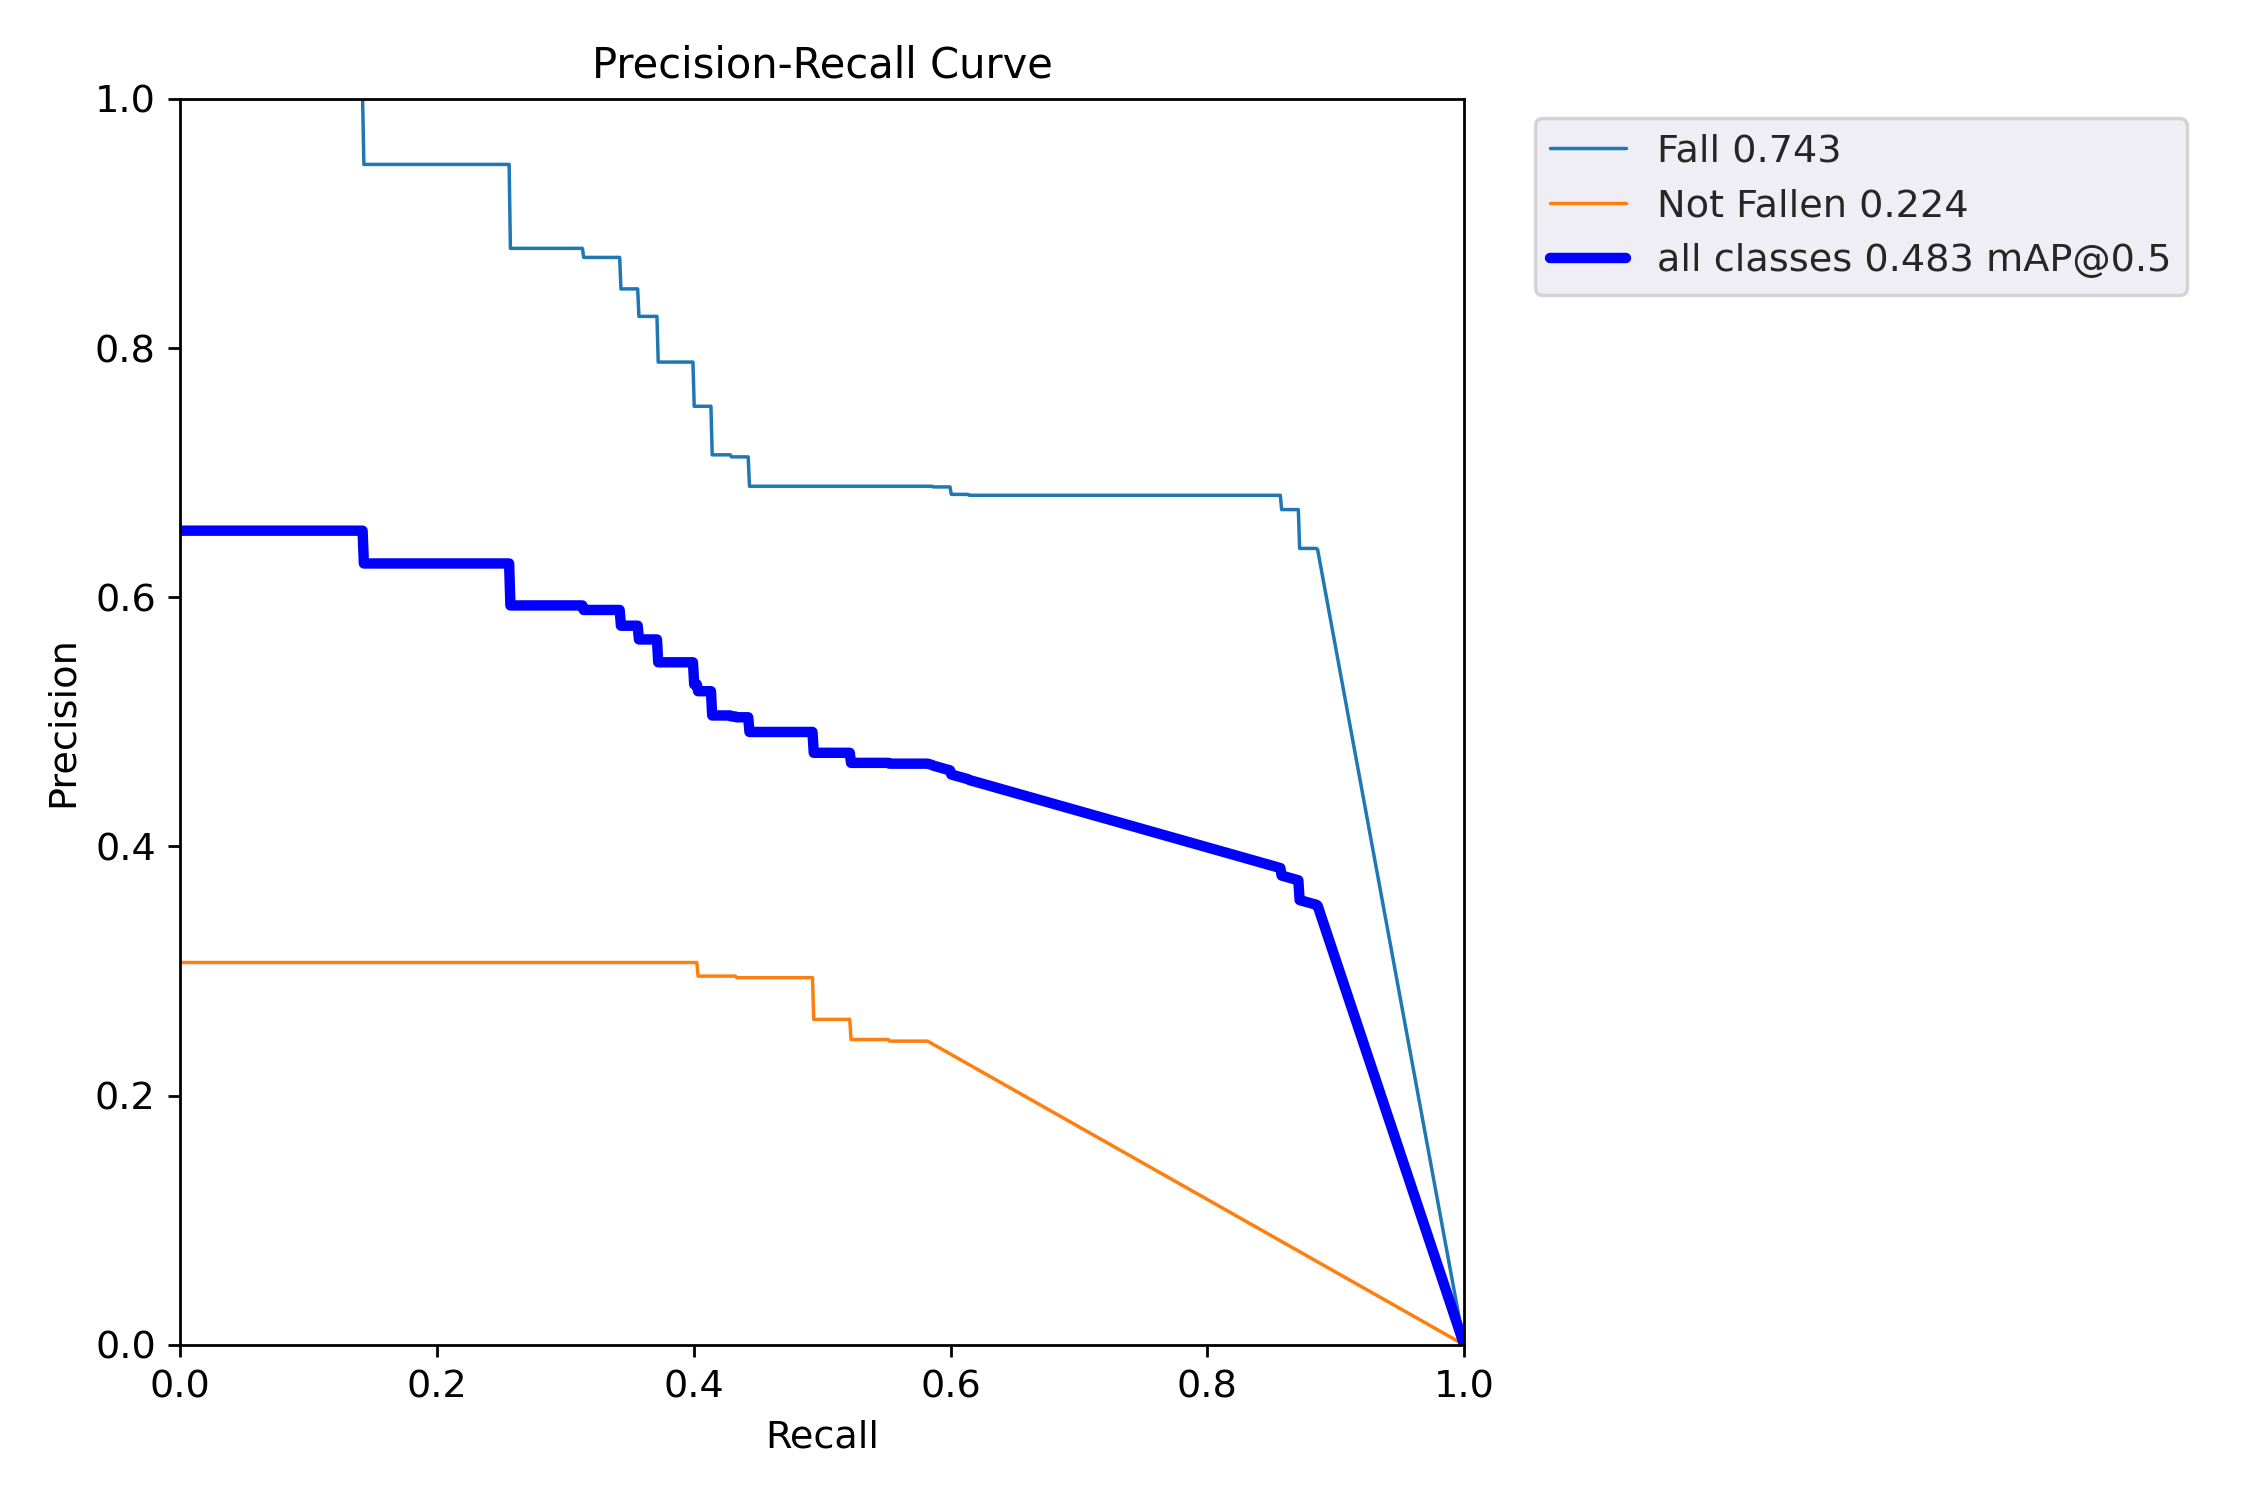 Precision-Recall Curve
1.0
0.8
0.6
0.4
0.2
0.0
Precision
0.0 0.2 0.4 0.6 0.8 1.0
Recall
Fall 0.743
Not Fallen 0.224
all classes 0.483 mAP@0.5